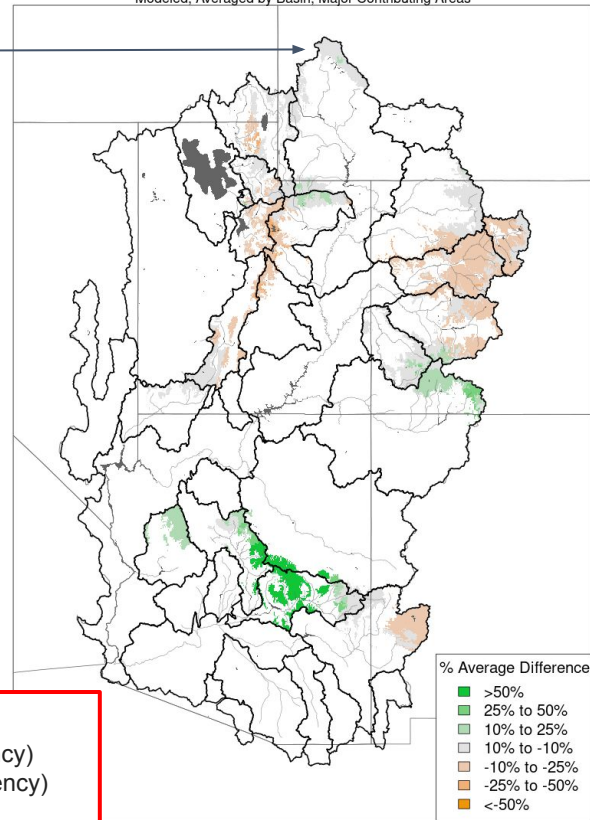 Modeled, Averaged by Basin, Major Contributing Areas
% Average Difference
>50%
25% to 50%
10% to 25%
10% to -10%
-10% to -25%
-25% to -50%
<-50%
cy)
ency)